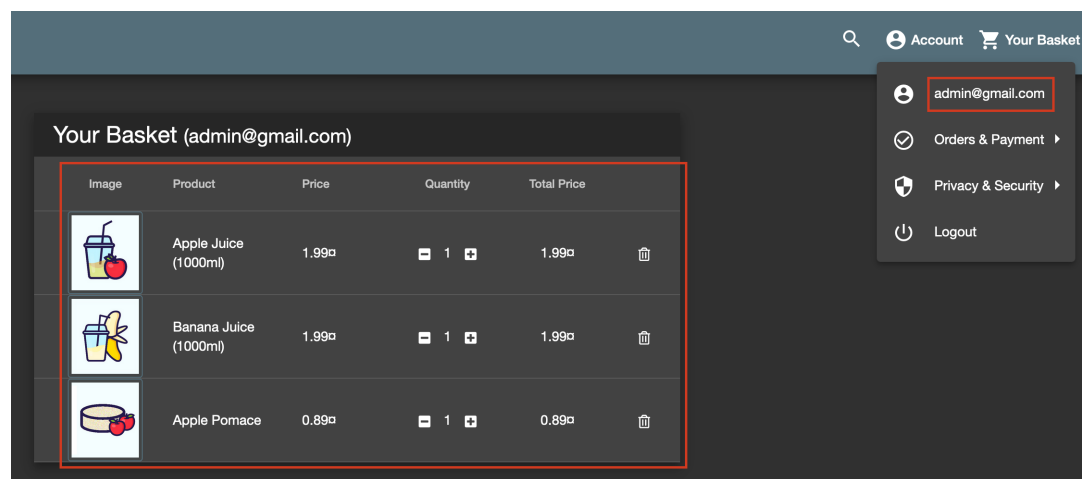 Account Your Basket
admin@gmail.com
Orders & Payment
Privacy & Security
Logout
Your Basket (admin@gmail.com)
Image Product Price Quantity Total Price
Apple Juice
(1000ml)
1.99¤ 1 1.99¤
Banana Juice
(1000ml)
1.99¤ 1 1.99¤
Apple Pomace 0.89¤ 1 0.89¤